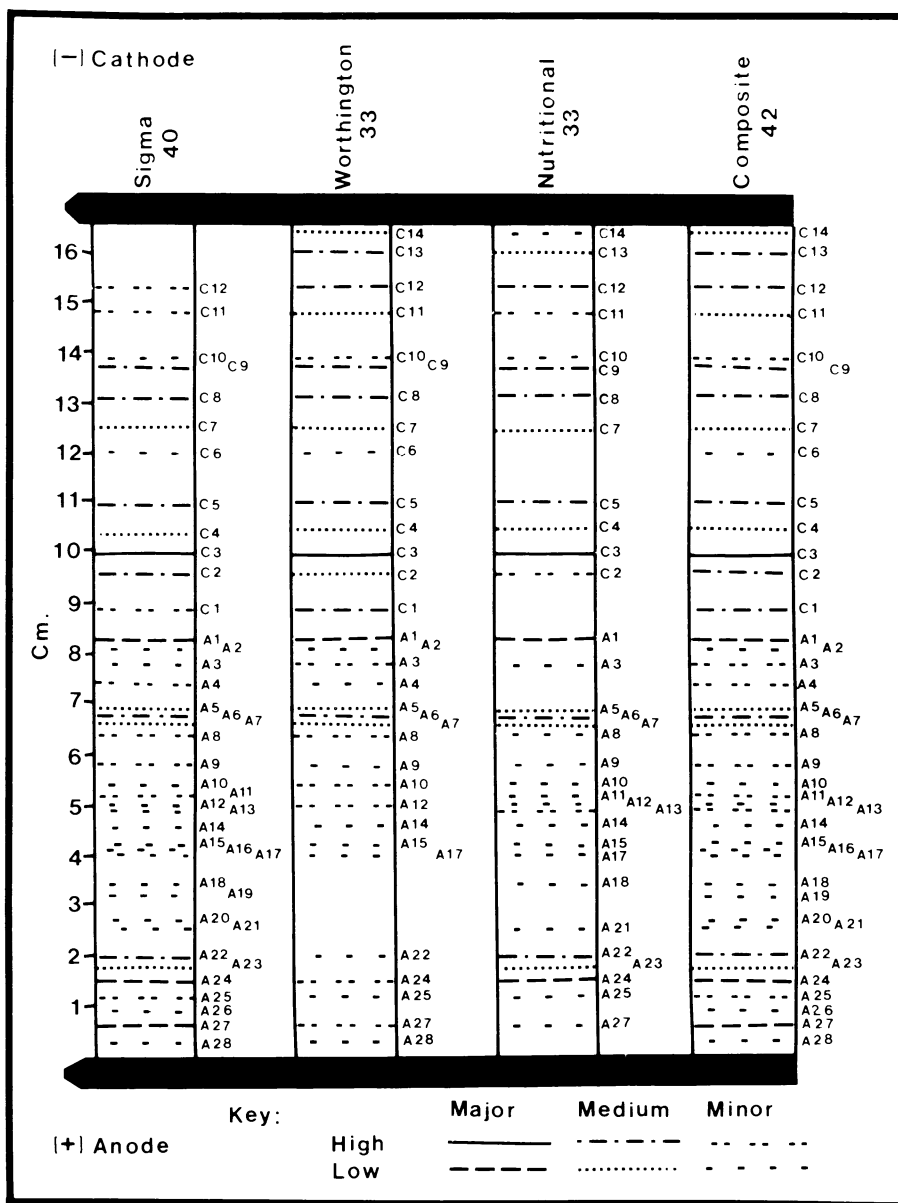 (−) Cathode
Sigma 40
Worthington 33
Nutritional 33
Composite 42
C14 C14 C14
16 C13 C13 C13
C12 C12 C12 C12
15 C11 C11 C11 C11
14 C10 C9 C10 C9 C10 C9 C10 C9
13 C8 C8 C8 C8
C7 C7 C7 C7
12 C6 C6 C6
11 C5 C5 C5 C5
C4 C4 C4 C4
10 C3 C3 C3 C3
C2 C2 C2 C2
9 C1 C1 C1
Cm.
A1 A2 A1 A2 A1 A1 A2
8 A3 A3 A3 A3
A4 A4 A4
7 A5 A6 A7 A5 A6 A7 A5 A6 A7 A5 A6 A7
A8 A8 A8 A8
6 A9 A9 A9 A9
A10 A11 A10 A10 A10
A11 A12 A13 A11 A12 A13
5 A12 A13 A12
A14 A14 A14 A14
A15 A16 A17 A15 A17 A15 A15 A16 A17
4 A17
A18 A19 A18 A18
3 A19
A20 A21 A21 A20 A21
2 A22 A23 A22 A22 A23 A22 A23
A24 A24 A24 A24
A25 A25 A25 A25
1 A26 A26
A27 A27 A27 A27
A28 A28 A28
Key: Major Medium Minor
(+) Anode High
Low